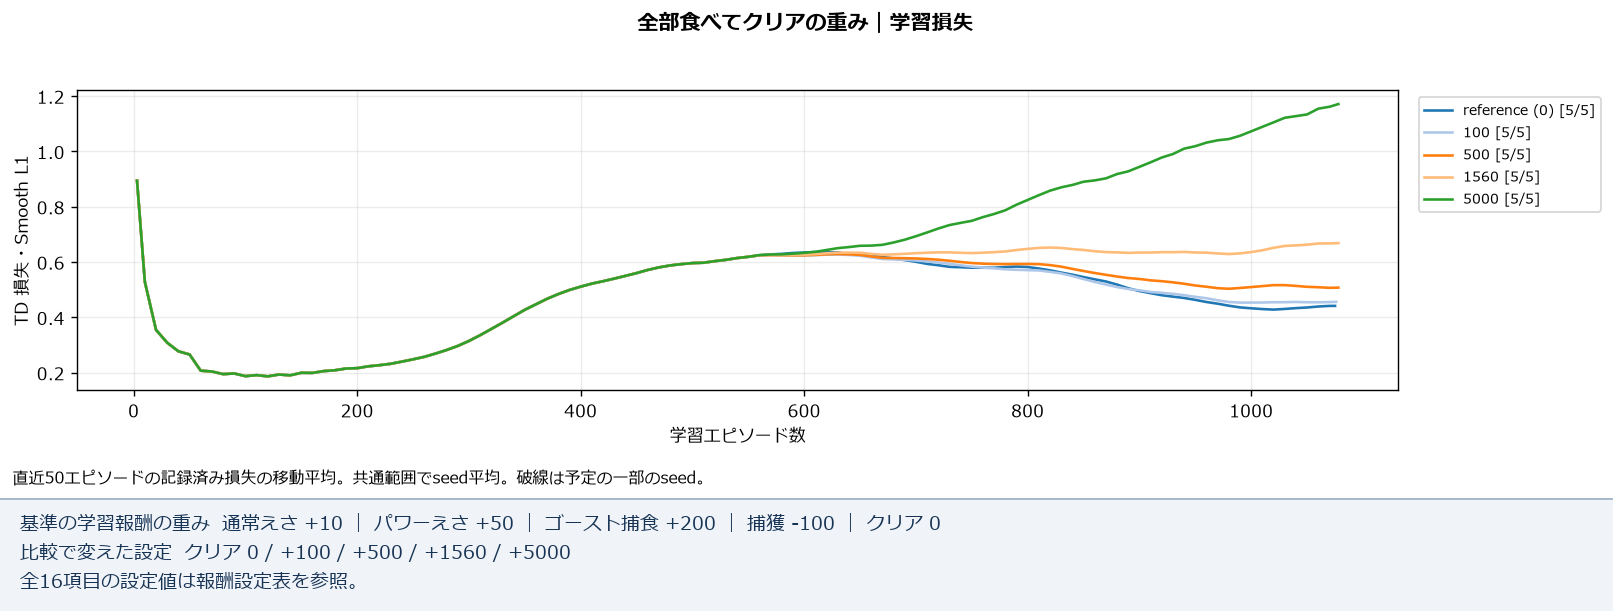 全部食べてクリアの重み｜学習損失
TD 損失・Smooth L1
1.2
1.0
0.8
0.6
0.4
0.2
0
200
400
600
800
1000
学習エピソード数
reference (0) [5/5]
100 [5/5]
500 [5/5]
1560 [5/5]
5000 [5/5]
直近50エピソードの記録済み損失の移動平均。共通範囲でseed平均。破線は予定の一部のseed。
基準の学習報酬の重み 通常えさ +10 ｜ パワーえさ +50 ｜ ゴースト捕食 +200 ｜ 捕獲 -100 ｜ クリア 0
比較で変えた設定 クリア 0 / +100 / +500 / +1560 / +5000
全16項目の設定値は報酬設定表を参照。